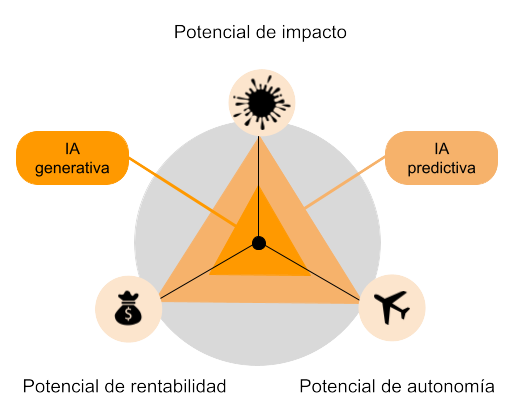 Potencial de impacto
IA
generativa
IA
predictiva
$
Potencial de rentabilidad
Potencial de autonomía